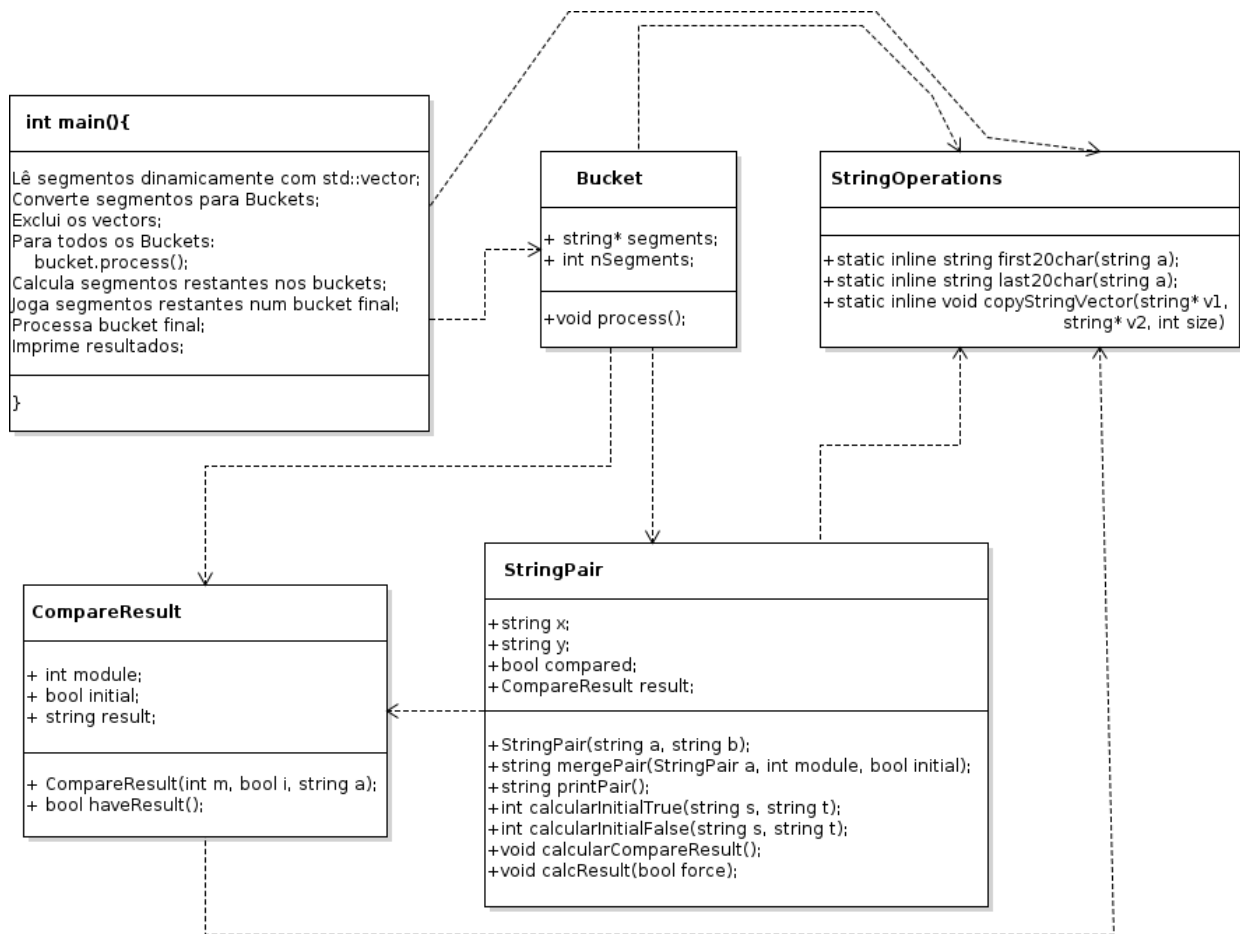 int main(){
Lê segmentos dinamicamente com std::vector;
Converte segmentos para Buckets;
Exclui os vectors;
Para todos os Buckets:
bucket.process();
Calcula segmentos restantes nos buckets;
Joga segmentos restantes num bucket final;
Processa bucket final;
Imprime resultados;
}
Bucket
+ string* segments;
+ int nSegments;
+void process();
StringOperations
+static inline string first20char(string a);
+static inline string last20char(string a);
+static inline void copyStringVector(string* v1,
string* v2, int size)
CompareResult
+ int module;
+ bool initial;
+ string result;
+ CompareResult(int m, bool i, string a);
+ bool haveResult();
StringPair
+string x;
+string y;
+bool compared;
+CompareResult result;
+StringPair(string a, string b);
+string mergePair(StringPair a, int module, bool initial);
+string printPair();
+int calcularInitialTrue(string s, string t);
+int calcularInitialFalse(string s, string t);
+void calcularCompareResult();
+void calcResult(bool force);